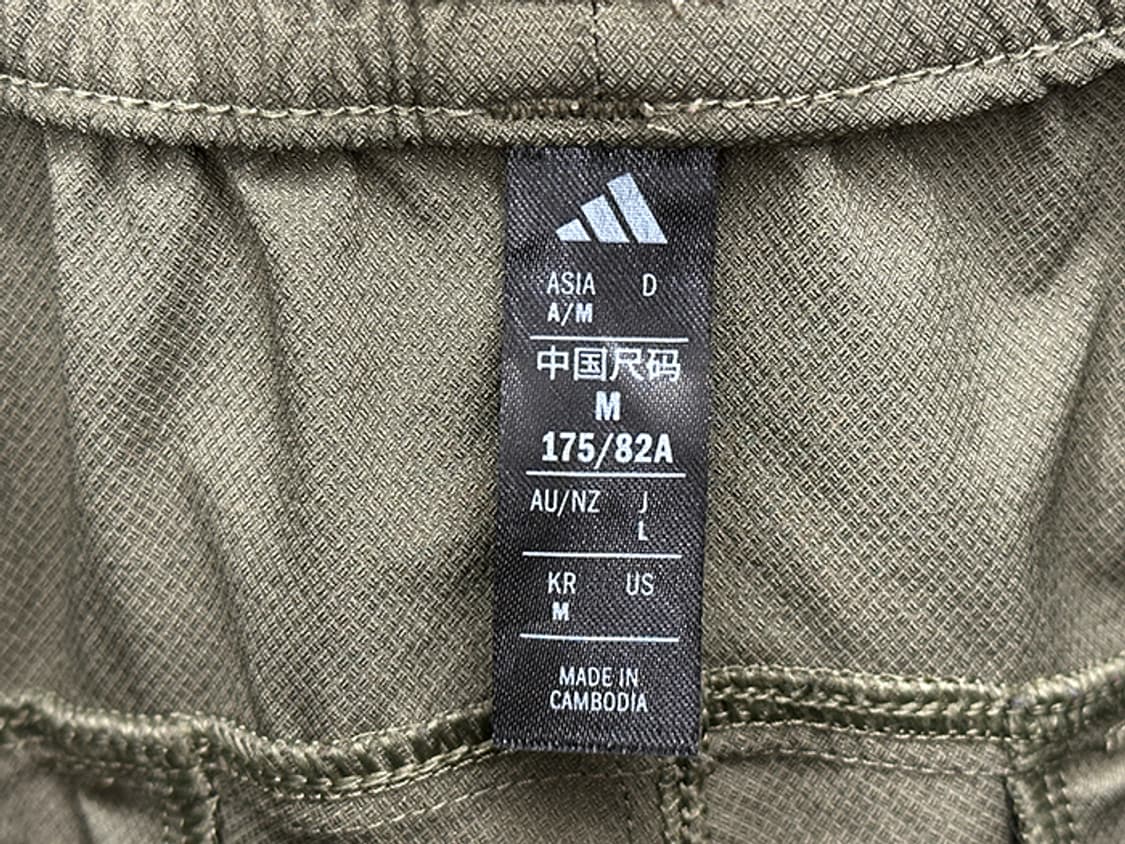 ASIA D
A/M
中国尺码
M
175/82A
AU/NZ J
L
KR US
M
MADE IN
CAMBODIA